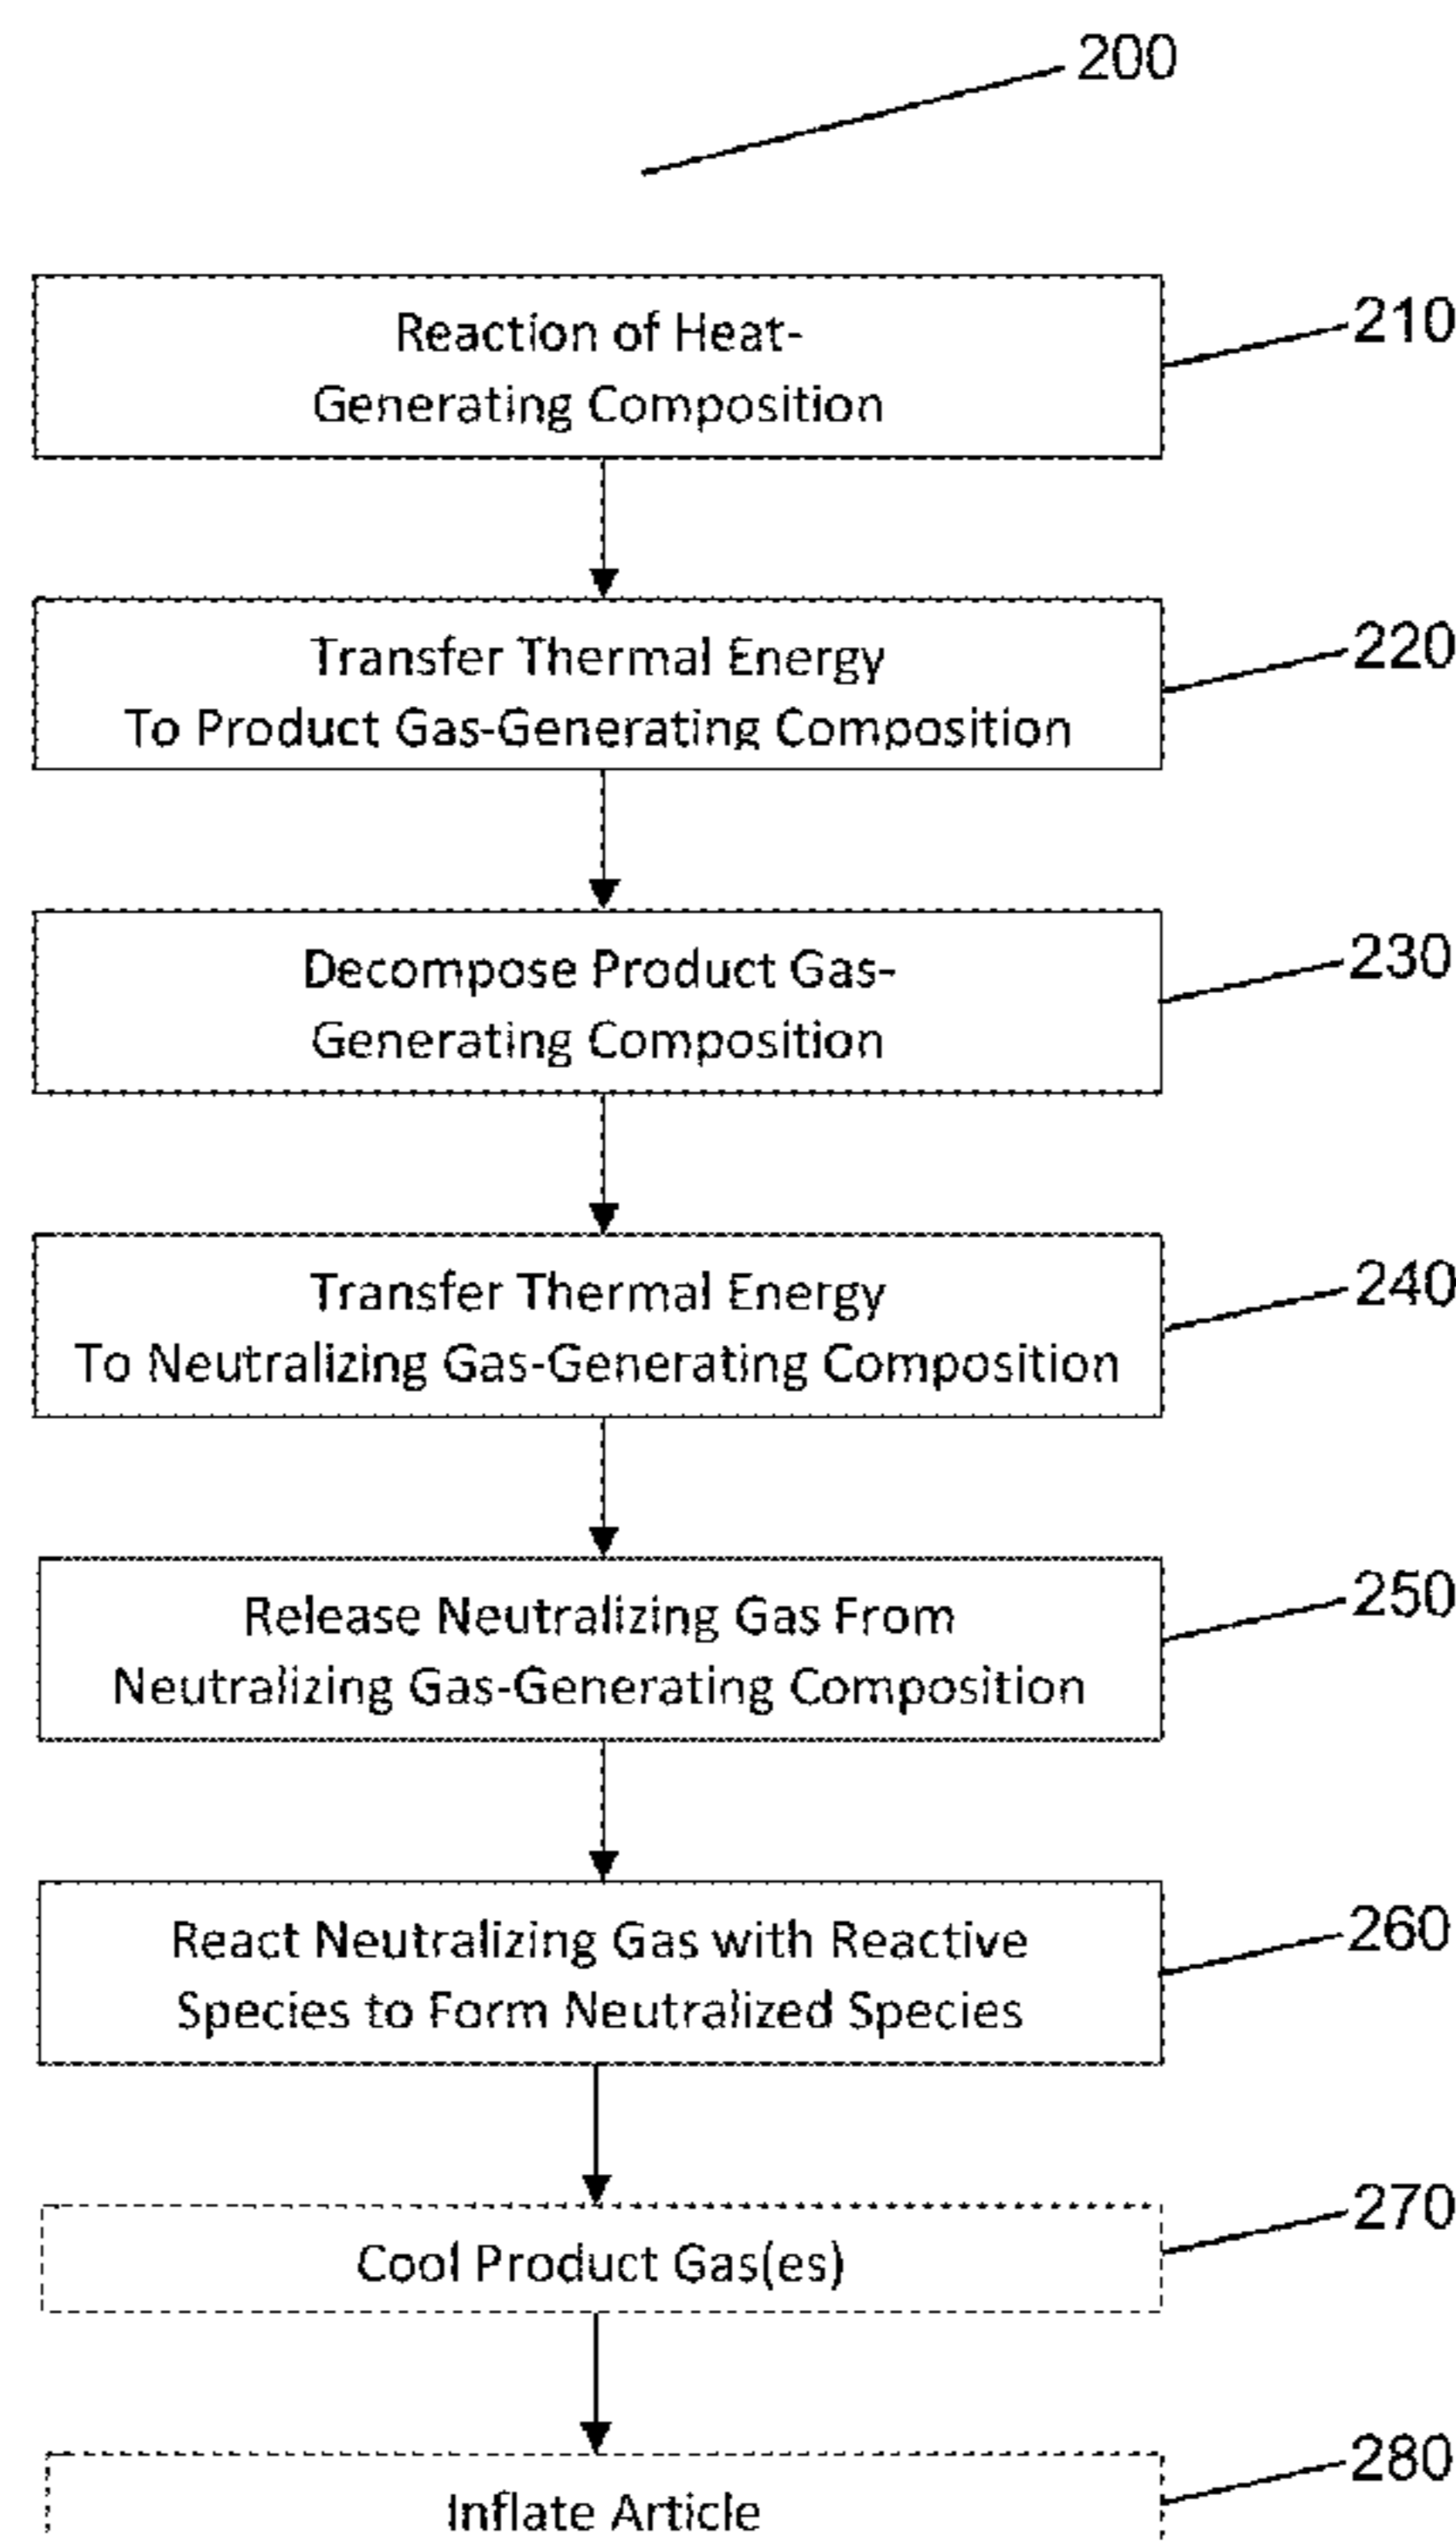 200
Reaction of Heat-
Generating Composition
210
Transfer Thermal Energy
To Product Gas-Generating Composition
220
Decompose Product Gas-
Generating Composition
230
Transfer Thermal Energy
To Neutralizing Gas-Generating Composition
240
Release Neutralizing Gas From
Neutralizing Gas-Generating Composition
250
React Neutralizing Gas with Reactive
Species to Form Neutralized Species
260
Cool Product Gas(es)
270
Inflate Article
280